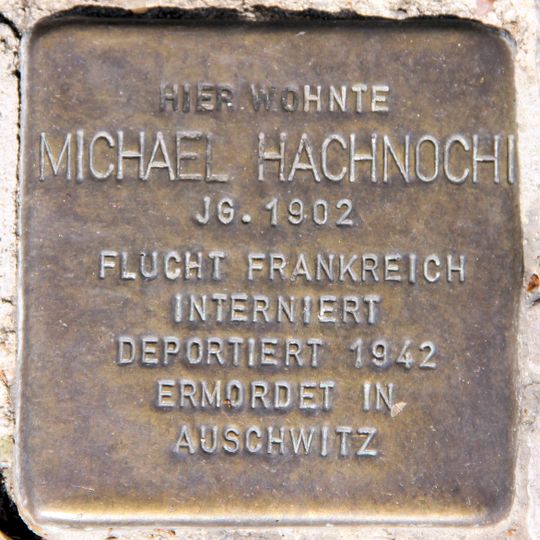 HIER WOHNTE
MICHAEL HACHNOCHI
JG. 1902
FLUCHT FRANKREICH
INTERNIERT
DEPORTIERT 1942
ERMORDET IN
AUSCHWITZ